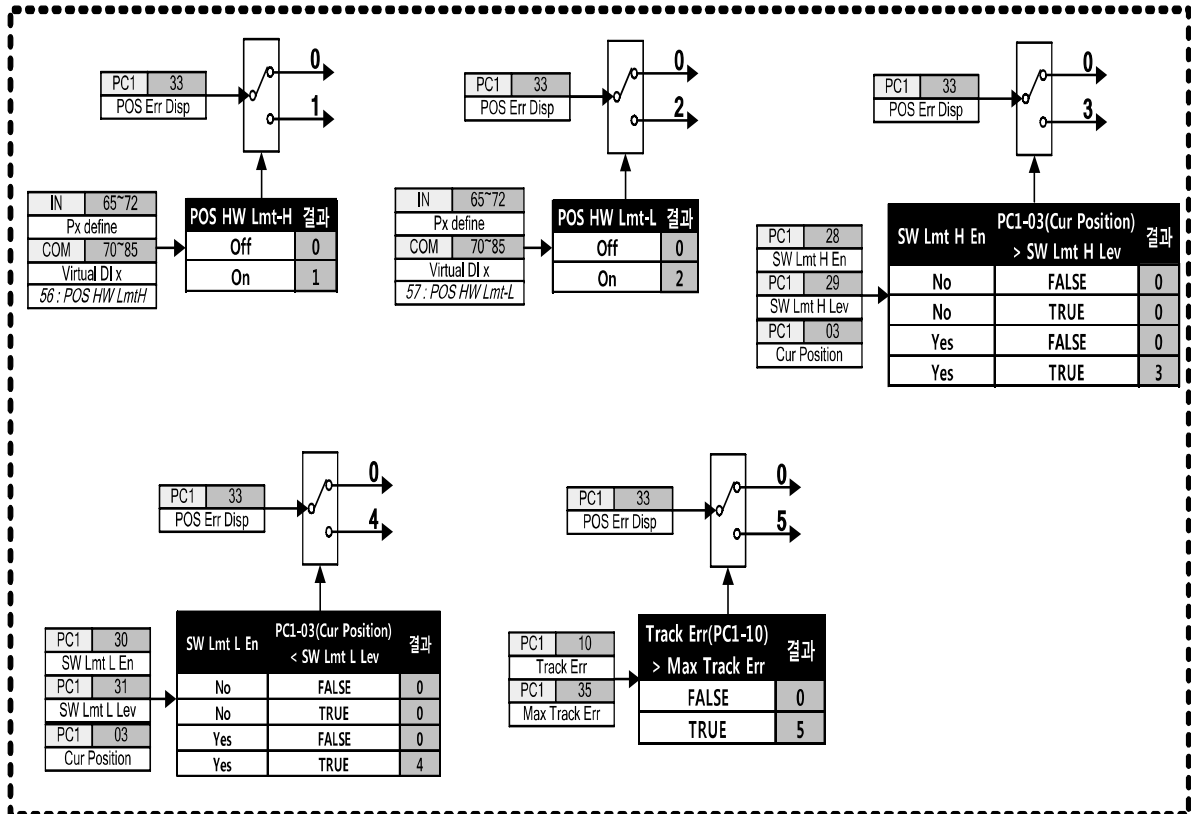 PC1 33
POS Err Disp
0
1
IN 65~72
Px define
COM 70~85
Virtual DI x
56 : POS HW LmtH
POS HW Lmt-H 결과
Off 0
On 1
PC1 33
POS Err Disp
0
2
IN 65~72
Px define
COM 70~85
Virtual DI x
57 : POS HW Lmt-L
POS HW Lmt-L 결과
Off 0
On 2
PC1 33
POS Err Disp
0
3
PC1 28
SW Lmt H En
PC1 29
SW Lmt H Lev
PC1 03
Cur Position
SW Lmt H En PC1-03(Cur Position) 결과
> SW Lmt H Lev
No FALSE 0
No TRUE 0
Yes FALSE 0
Yes TRUE 3
PC1 33
POS Err Disp
0
4
PC1 30
SW Lmt L En
PC1 31
SW Lmt L Lev
PC1 03
Cur Position
SW Lmt L En PC1-03(Cur Position) 결과
< SW Lmt L Lev
No FALSE 0
No TRUE 0
Yes FALSE 0
Yes TRUE 4
PC1 33
POS Err Disp
0
5
PC1 10
Track Err
PC1 35
Max Track Err
Track Err(PC1-10) 결과
> Max Track Err
FALSE 0
TRUE 5